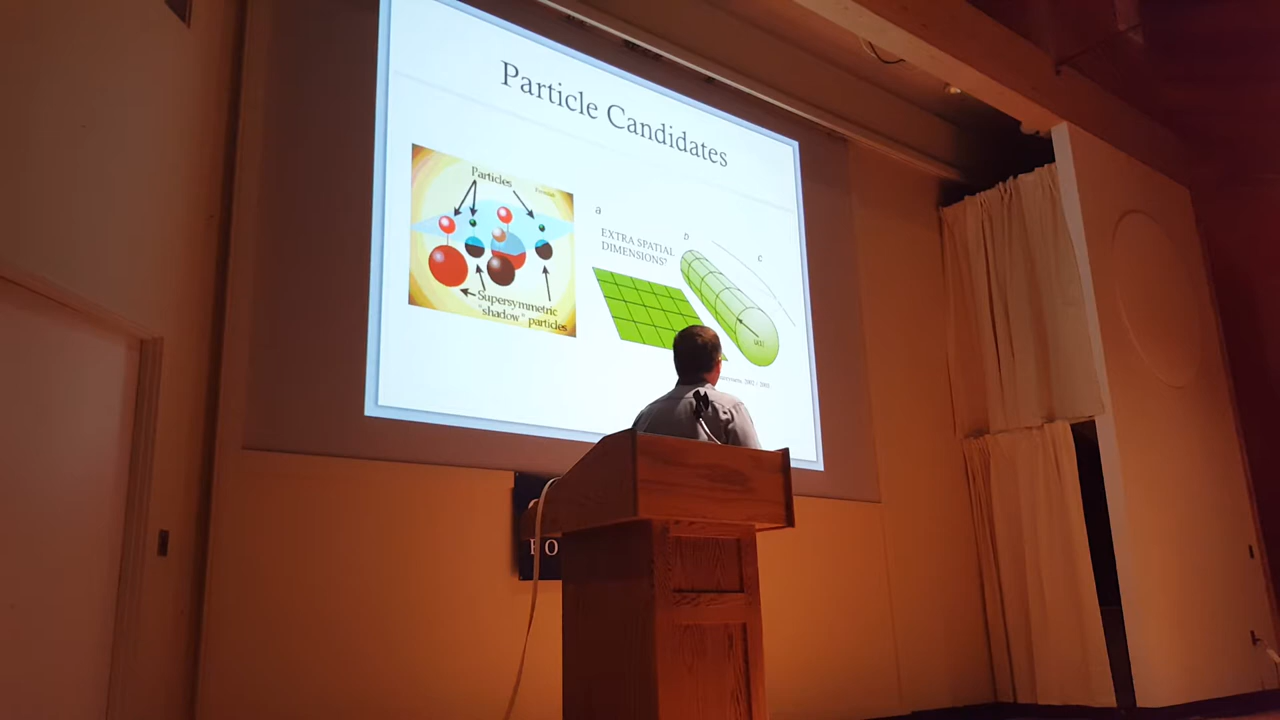 Particle Candidates
Particles
a
EXTRA SPATIAL
DIMENSIONS?
b
c
Supersymmetric
"shadow" particles